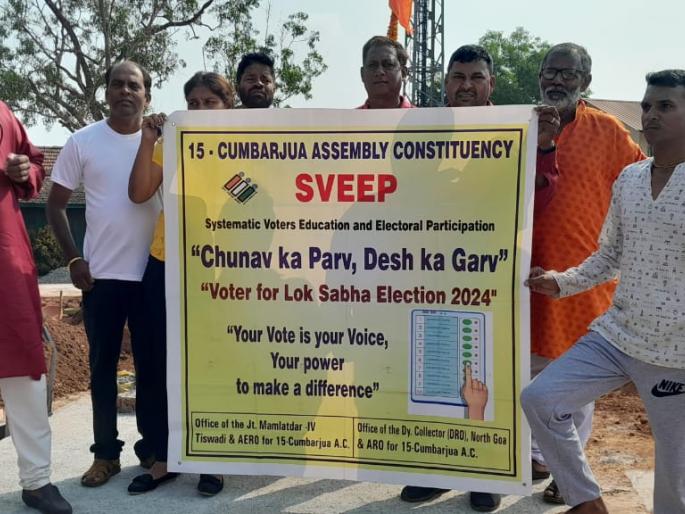 15 - CUMBARJUA ASSEMBLY CONSTITUENCY
SVEEP
Systematic Voters Education and Electoral Participation
“Chunav ka Parv, Desh ka Garv”
"Voter for Lok Sabha Election 2024"
“Your Vote is your Voice,
Your power
to make a difference”
Office of the Jt. Mamlatdar -IV
Tiswadi & AERO for 15-Cumbarjua A.C.
Office of the Dy. Collector (DRO), North Goa
& ARO for 15-Cumbarjua A.C.
NIKE